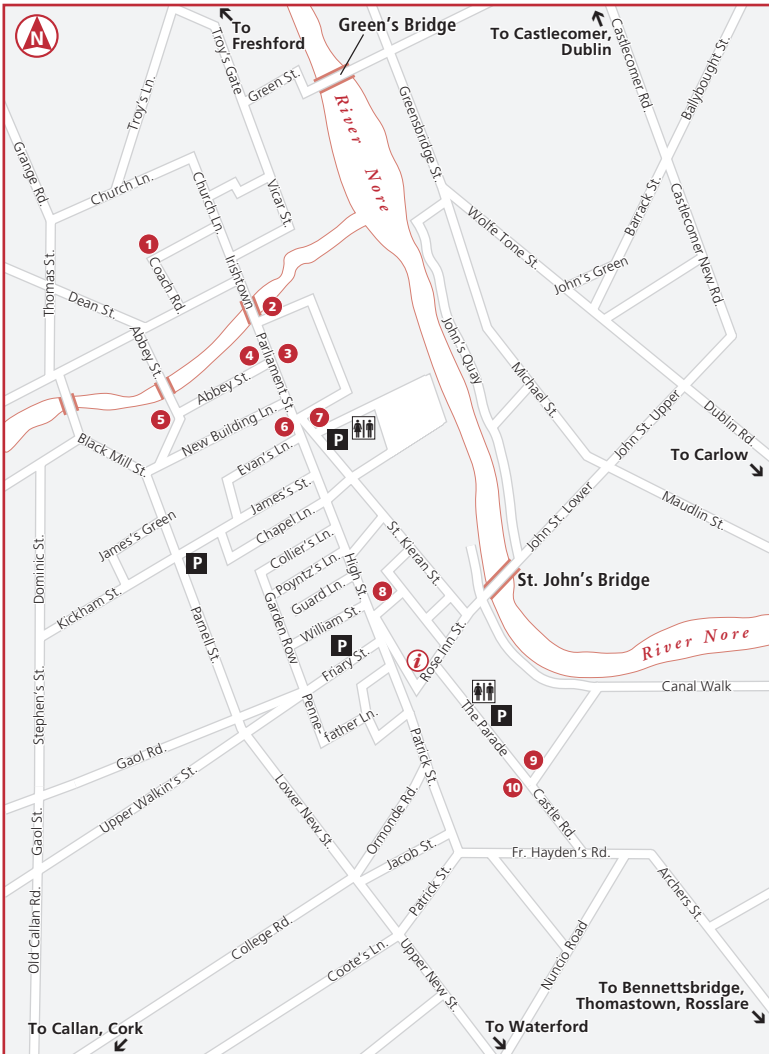 N
To
Freshford
Green's Bridge
To Castlecomer,
Dublin
Troy's Gate
Green St.
Troy's Ln.
Grange Rd
Church Ln.
Church Ln.
Vicar St.
River Nore
Greensbridge St.
Castlecomer Rd
Ballybought St.
Barrack St.
Castlecomer New Rd.
Wolfe Tone St.
John's Green
1
Coach Rd.
Irishtown
Thomas St.
Dean St.
2
Abbey St.
4
3
Parliament St.
Abbey St.
5
John's Quay
Michael St.
John St. Upper
Dublin Rd.
To Carlow
New Building Ln.
6
7
P
Black Mill St.
Evan's Ln.
James's St.
Chapel Ln.
James's Green
Collier's Ln.
Poyntz's Ln.
Guard Ln.
William St.
High St.
St. Kieran St.
John St. Lower
Maudlin St.
St. John's Bridge
Dominic St.
Kickham St.
P
Parnell St.
Garden Row
8
P
Friary St.
i
Rose Inn St.
River Nore
Canal Walk
Stephen's St.
Penne-
father Ln.
P
The Parade
9
10
Castle Rd.
Gaol Rd.
Upper Walkin's St.
Patrick St.
Gaol St.
Lower New St.
Ormonde Rd.
Jacob St.
Fr. Hayden's Rd.
Archers St.
Old Callan Rd.
College Rd.
Patrick St.
Coote's Ln.
Upper New St.
Nuncio Road
To Bennettsbridge,
Thomastown, Rosslare
To Callan, Cork
To Waterford